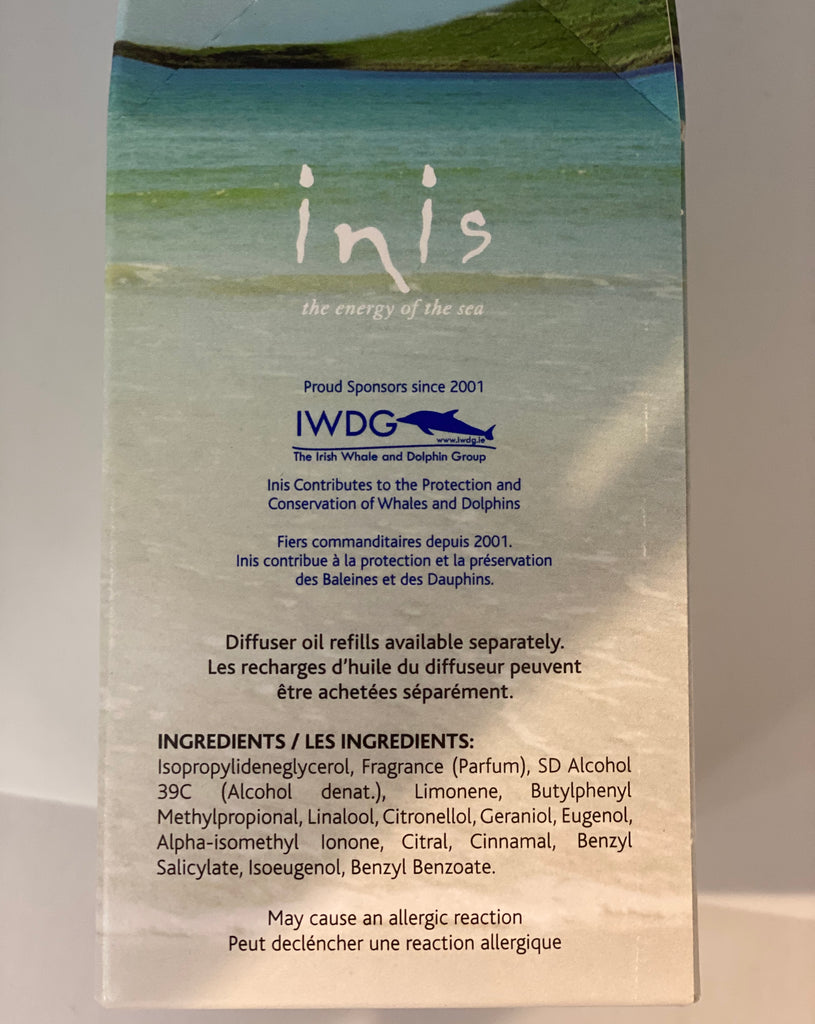 inis
the energy of the sea
Proud Sponsors since 2001
IWDG
www.iwdg.ie
The Irish Whale and Dolphin Group
Inis Contributes to the Protection and
Conservation of Whales and Dolphins
Fiers commanditaires depuis 2001.
Inis contribue à la protection et la préservation
des Baleines et des Dauphins.
Diffuser oil refills available separately.
Les recharges d'huile du diffuseur peuvent
être achetées séparément.
INGREDIENTS / LES INGREDIENTS:
Isopropylideneglycerol, Fragrance (Parfum), SD Alcohol
39C (Alcohol denat.), Limonene, Butylphenyl
Methylpropional, Linalool, Citronellol, Geraniol, Eugenol,
Alpha-isomethyl Ionone, Citral, Cinnamal, Benzyl
Salicylate, Isoeugenol, Benzyl Benzoate.
May cause an allergic reaction
Peut decléncher une reaction allergique